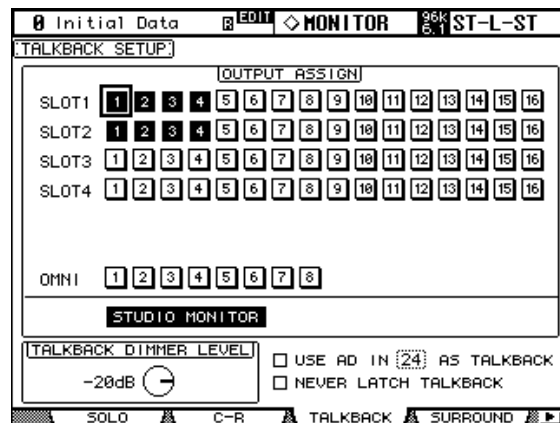 0 Initial Data EDIT MONITOR 96k 6.1 ST-L-ST
TALKBACK SETUP
OUTPUT ASSIGN
SLOT1 1 2 3 4 5 6 7 8 9 10 11 12 13 14 15 16
SLOT2 1 2 3 4 5 6 7 8 9 10 11 12 13 14 15 16
SLOT3 1 2 3 4 5 6 7 8 9 10 11 12 13 14 15 16
SLOT4 1 2 3 4 5 6 7 8 9 10 11 12 13 14 15 16
OMNI 1 2 3 4 5 6 7 8
STUDIO MONITOR
TALKBACK DIMMER LEVEL
-20dB
USE AD IN 24 AS TALKBACK
NEVER LATCH TALKBACK
SOLO C-R TALKBACK SURROUND